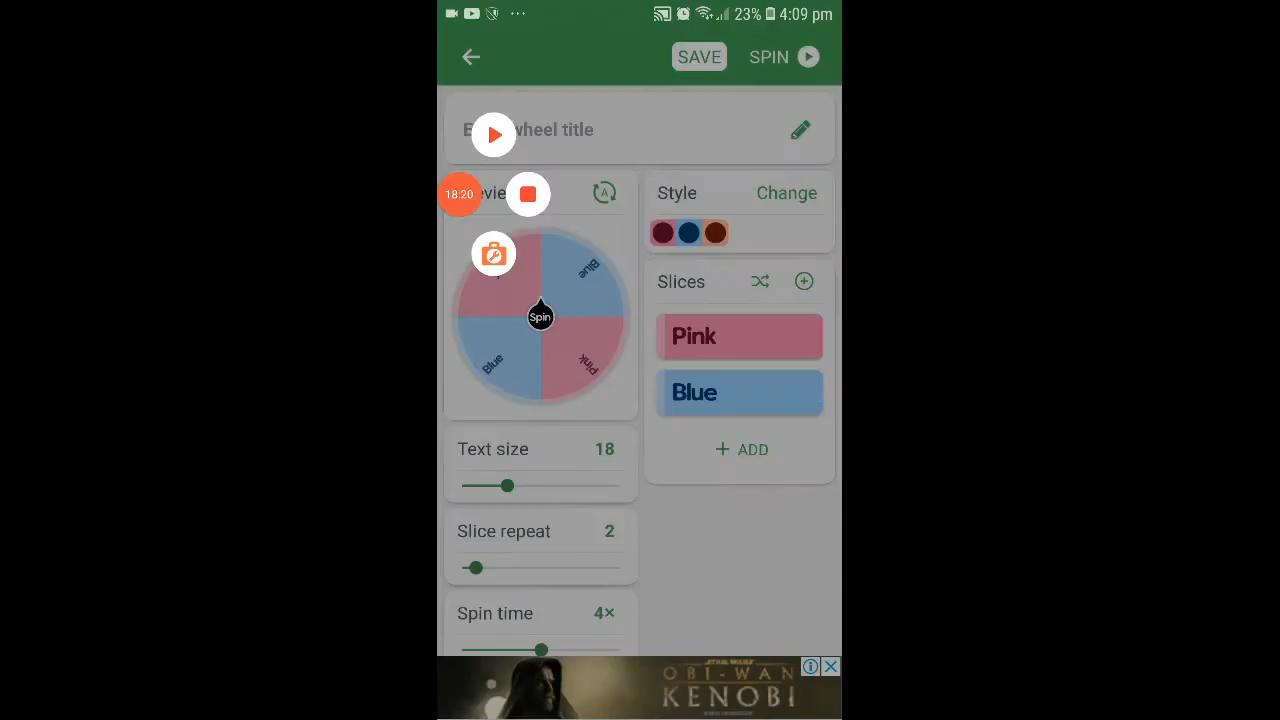 23% 4:09 pm
SAVE SPIN
wheel title
18:20
Style Change
Blue
Spin
Blue
Pink
Slices
Pink
Blue
+ ADD
Text size 18
Slice repeat 2
Spin time 4×
STAR WARS
OBI-WAN
KENOBI